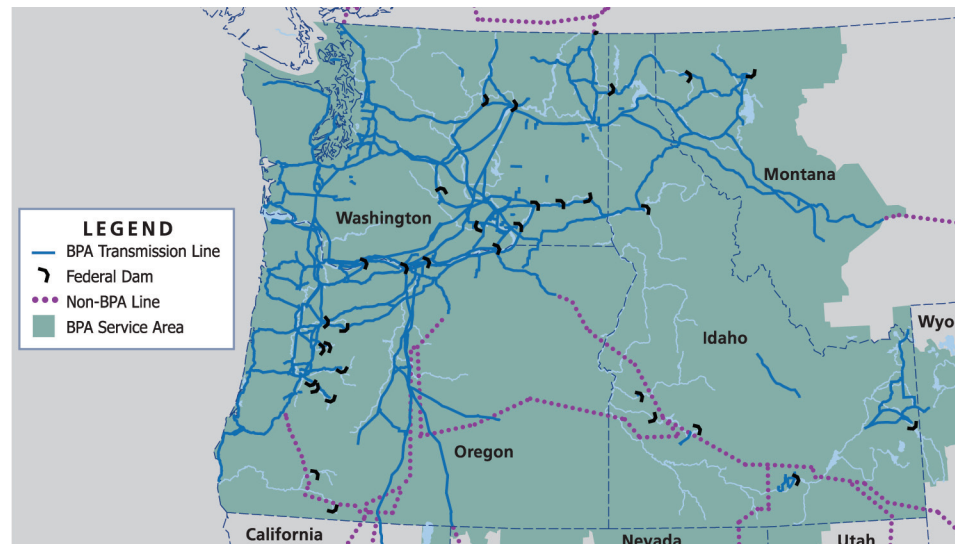 Montana
Washington
LEGEND
BPA Transmission Line
Federal Dam
Non-BPA Line
BPA Service Area
Wyo
Idaho
Oregon
California
Nevada
Utah